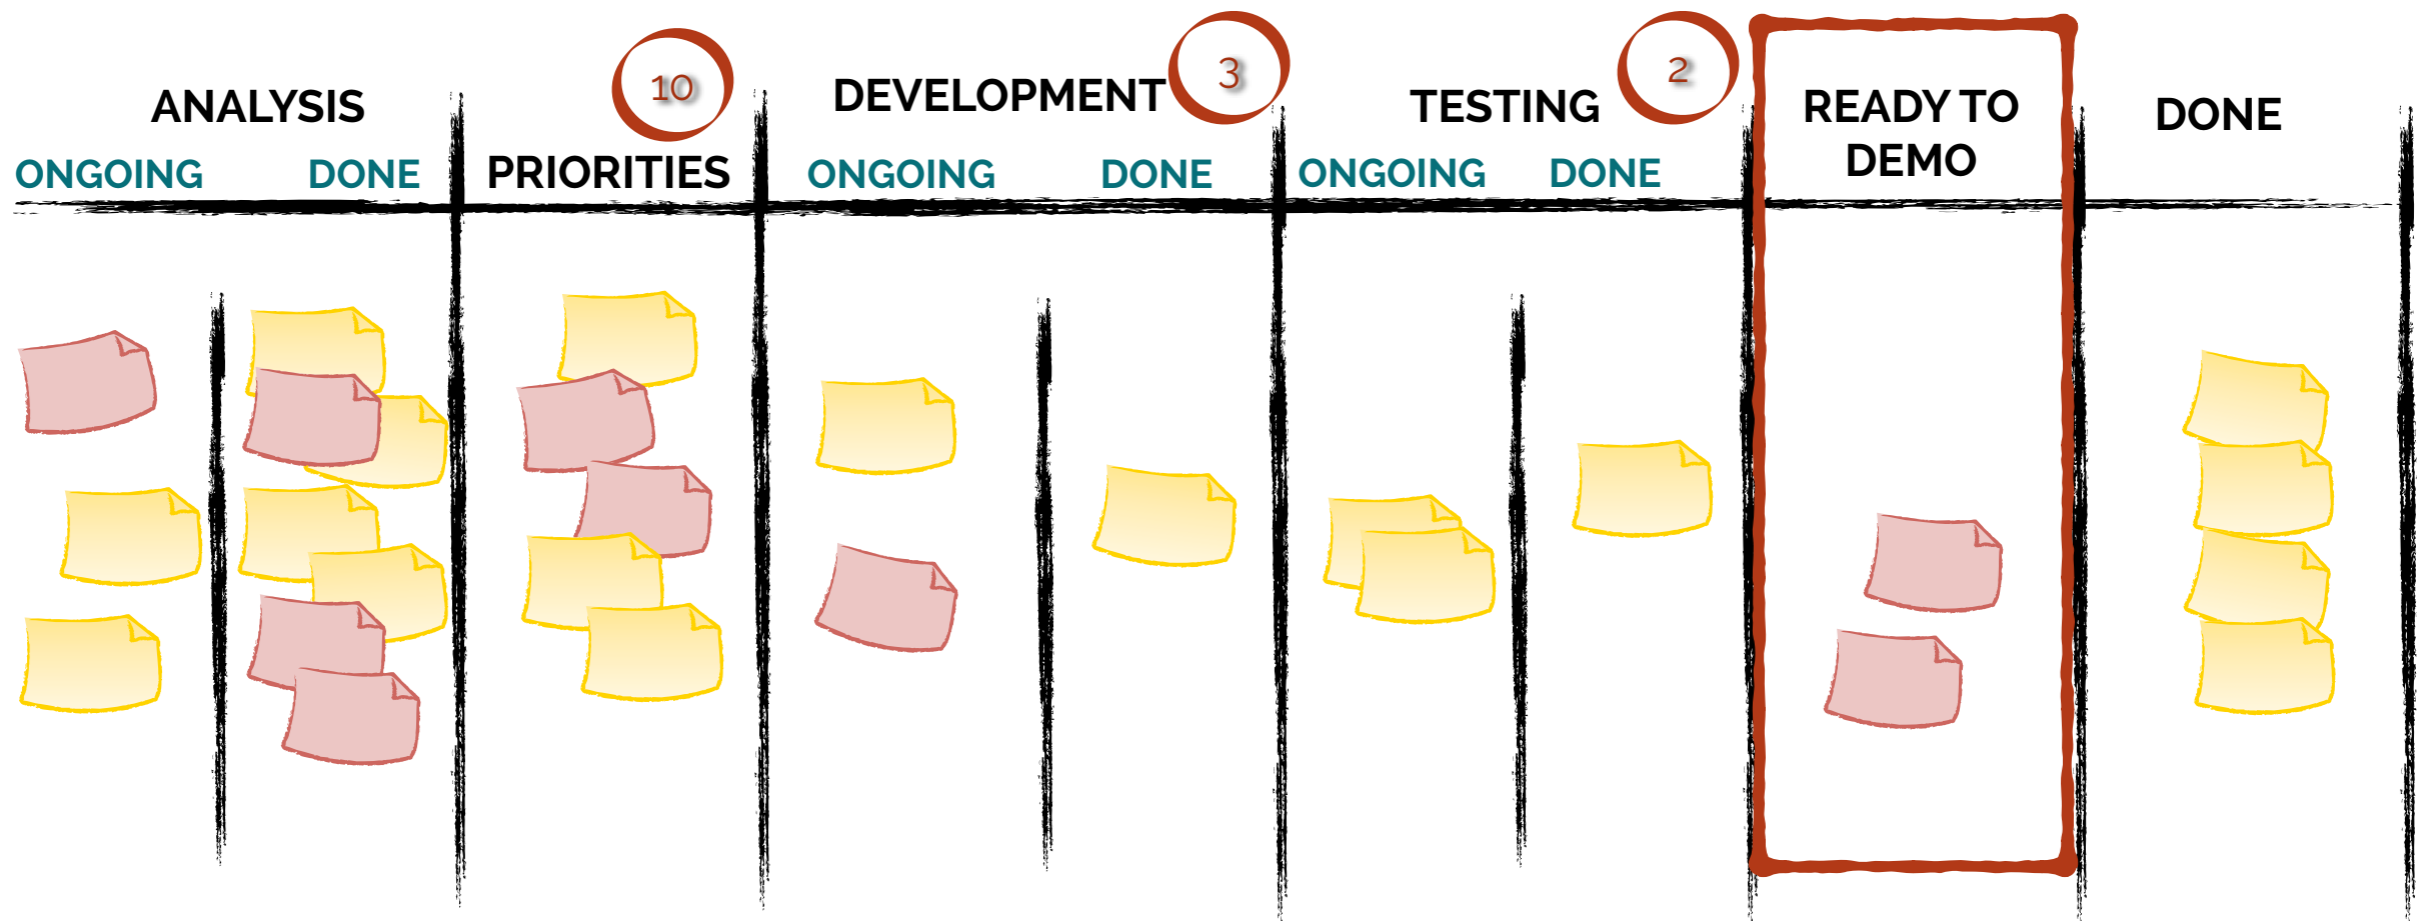 ANALYSIS
ONGOING DONE
10
PRIORITIES
DEVELOPMENT 3
ONGOING DONE
TESTING 2
ONGOING DONE
READY TO
DEMO
DONE